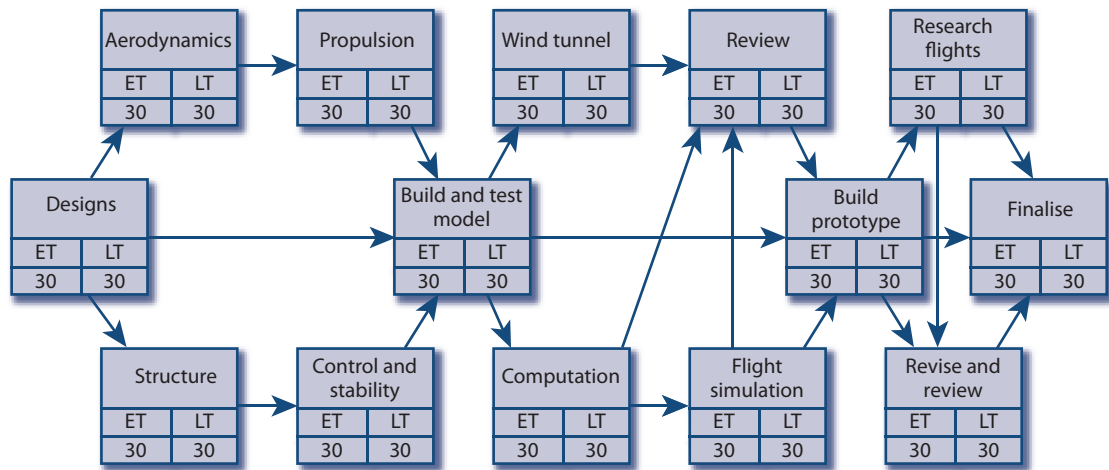 Aerodynamics
ET LT
30 30
Propulsion
ET LT
30 30
Wind tunnel
ET LT
30 30
Review
ET LT
30 30
Research
flights
ET LT
30 30
Designs
ET LT
30 30
Build and test
model
ET LT
30 30
Build
prototype
ET LT
30 30
Finalise
ET LT
30 30
Structure
ET LT
30 30
Control and
stability
ET LT
30 30
Computation
ET LT
30 30
Flight
simulation
ET LT
30 30
Revise and
review
ET LT
30 30